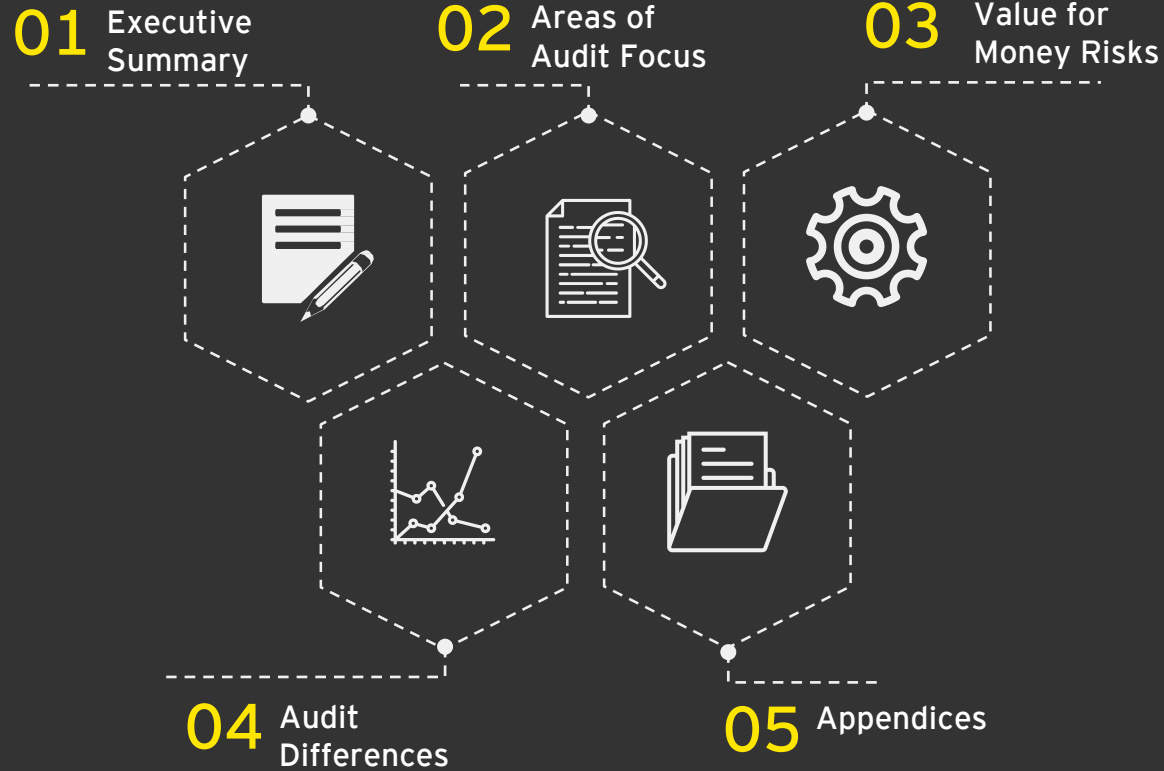 01 Executive
Summary
02 Areas of
Audit Focus
03 Value for
Money Risks
04 Audit
Differences
05 Appendices